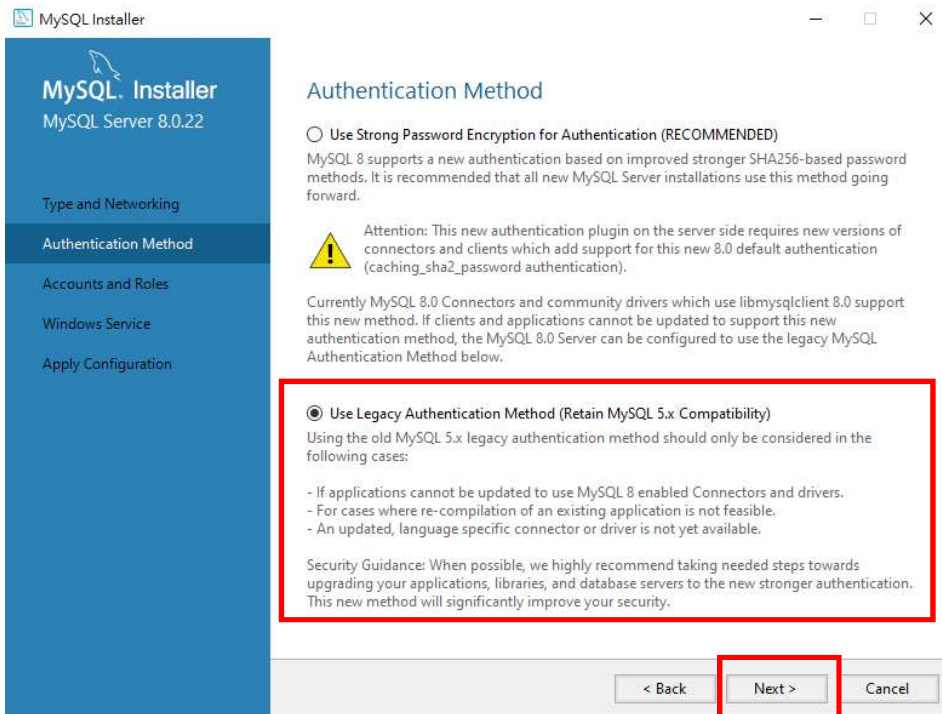 MySQL Installer
MySQL. Installer
MySQL Server 8.0.22
Type and Networking
Authentication Method
Accounts and Roles
Windows Service
Apply Configuration
Authentication Method
Use Strong Password Encryption for Authentication (RECOMMENDED)
MySQL 8 supports a new authentication based on improved stronger SHA256-based password
methods. It is recommended that all new MySQL Server installations use this method going
forward.
Attention: This new authentication plugin on the server side requires new versions of
connectors and clients which add support for this new 8.0 default authentication
(caching_sha2_password authentication).
Currently MySQL 8.0 Connectors and community drivers which use libmysqlclient 8.0 support
this new method. If clients and applications cannot be updated to support this new
authentication method, the MySQL 8.0 Server can be configured to use the legacy MySQL
Authentication Method below.
Use Legacy Authentication Method (Retain MySQL 5.x Compatibility)
Using the old MySQL 5.x legacy authentication method should only be considered in the
following cases:
- If applications cannot be updated to use MySQL 8 enabled Connectors and drivers.
- For cases where re-compilation of an existing application is not feasible.
- An updated, language specific connector or driver is not yet available.
Security Guidance: When possible, we highly recommend taking needed steps towards
upgrading your applications, libraries, and database servers to the new stronger authentication.
This new method will significantly improve your security.
< Back
Next >
Cancel